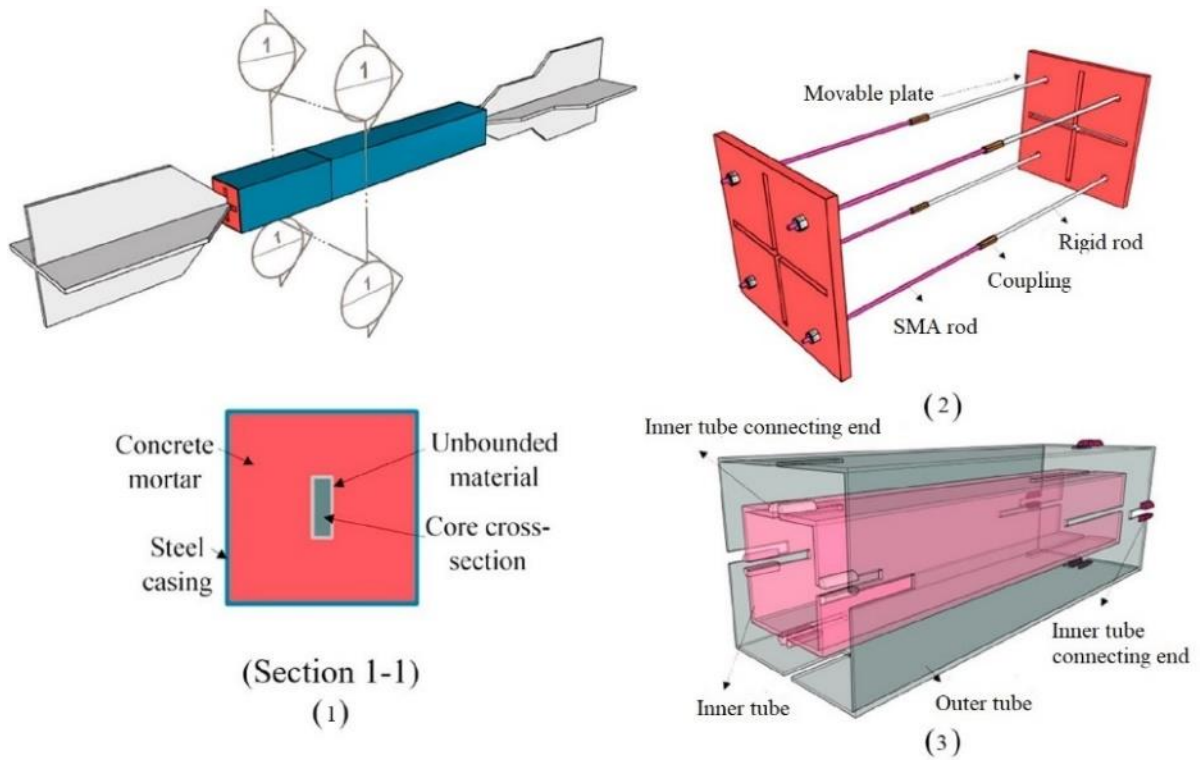 1
1
1
1
Concrete
mortar
Steel
casing
Unbounded
material
Core cross-
section
(Section 1-1)
(1)
Movable plate
Rigid rod
Coupling
SMA rod
(2)
Inner tube connecting end
Inner tube
connecting end
Inner tube
Outer tube
(3)